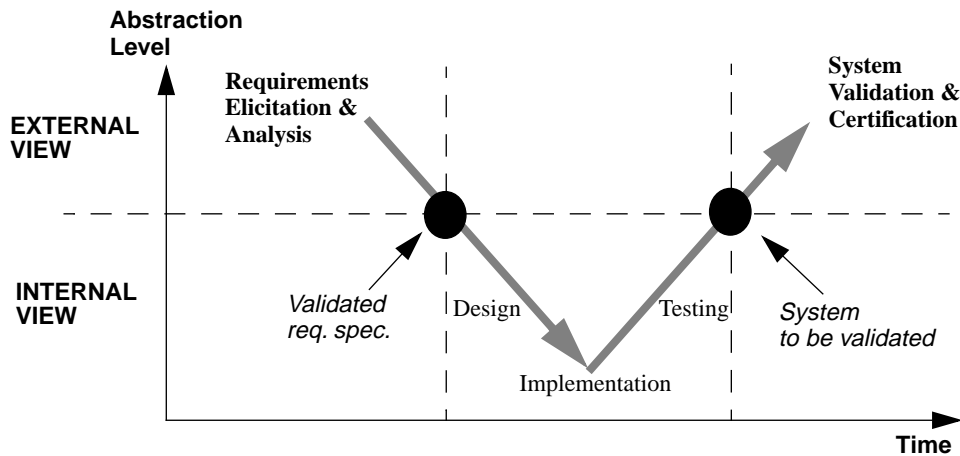 Abstraction
Level
Requirements
Elicitation &
Analysis
System
Validation &
Certification
EXTERNAL
VIEW
INTERNAL
VIEW
Validated
req. spec.
Design
Testing
System
to be validated
Implementation
Time